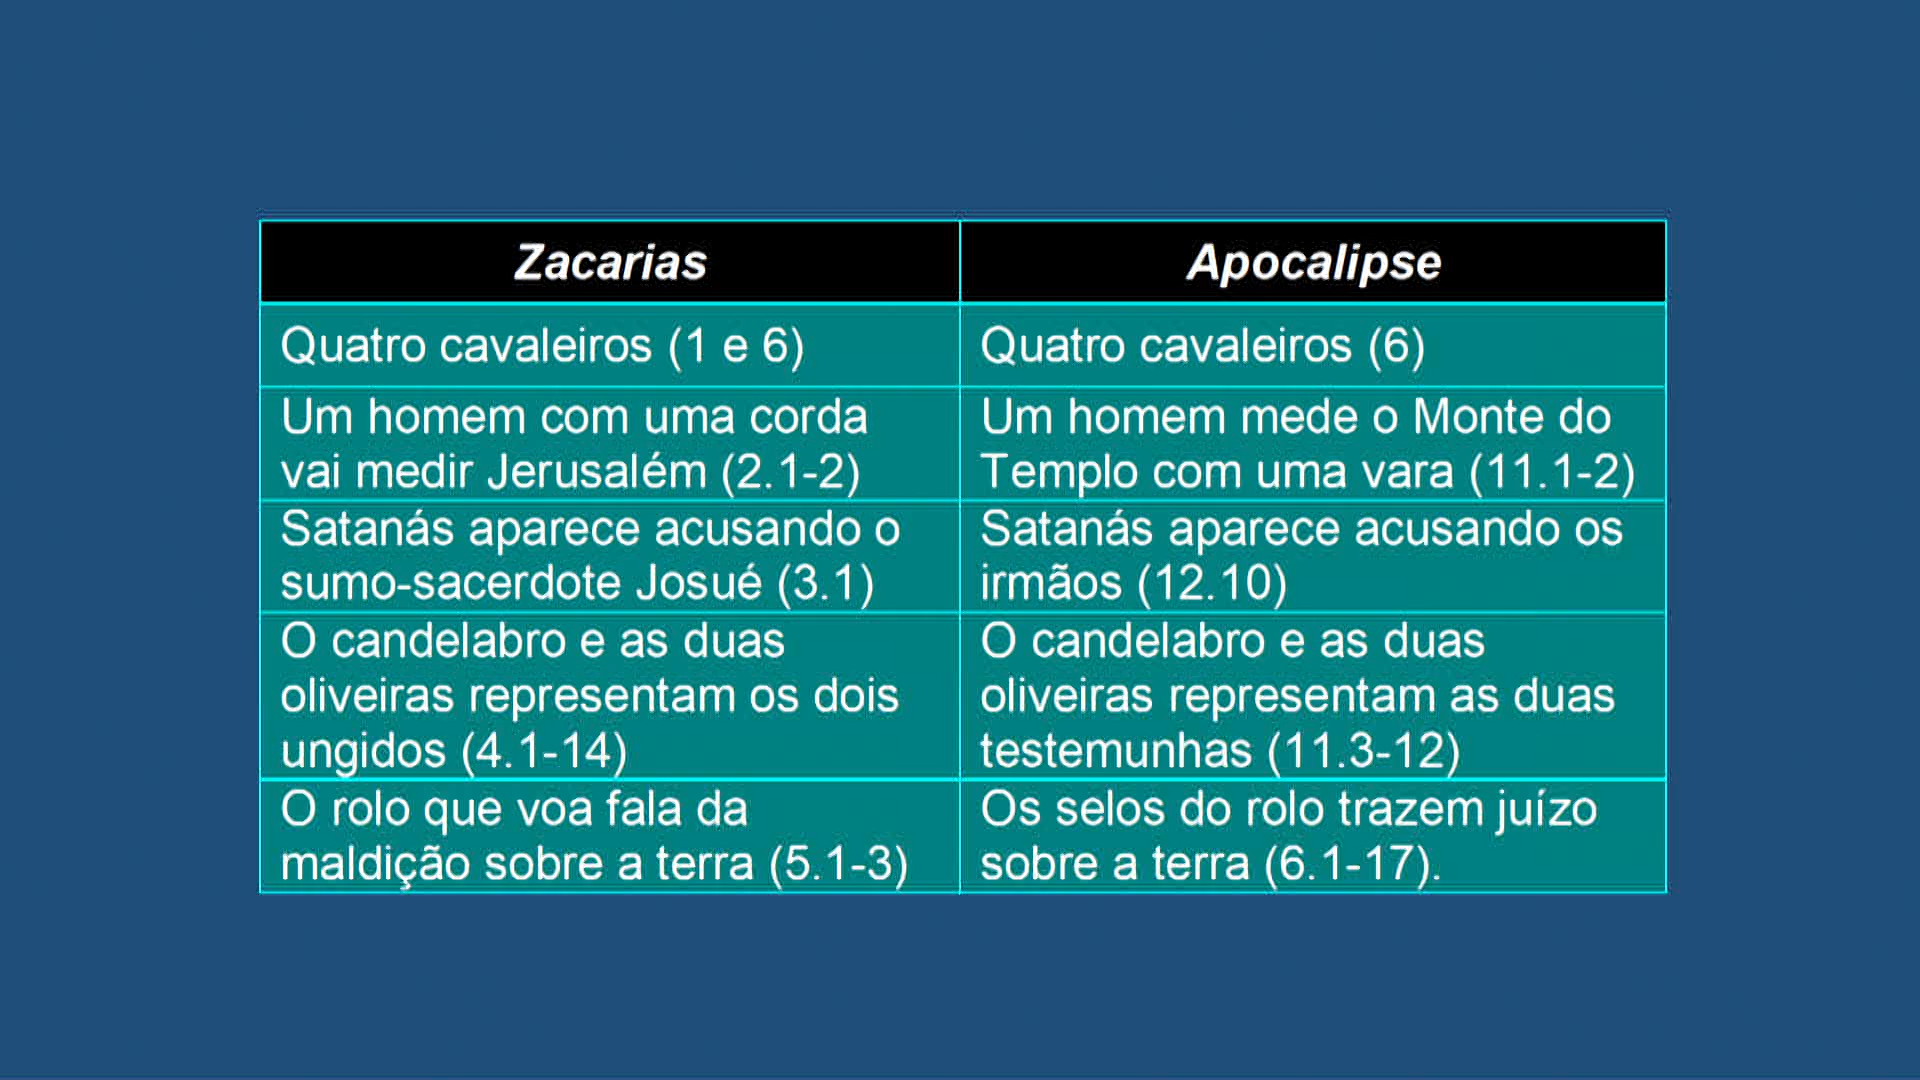 Zacarias
Apocalipse
Quatro cavaleiros (1 e 6)
Quatro cavaleiros (6)
Um homem com uma corda
vai medir Jerusalém (2.1-2)
Um homem mede o Monte do
Templo com uma vara (11.1-2)
Satanás aparece acusando o
sumo-sacerdote Josué (3.1)
Satanás aparece acusando os
irmãos (12.10)
O candelabro e as duas
oliveiras representam os dois
ungidos (4.1-14)
O candelabro e as duas
oliveiras representam as duas
testemunhas (11.3-12)
O rolo que voa fala da
maldição sobre a terra (5.1-3)
Os selos do rolo trazem juízo
sobre a terra (6.1-17).